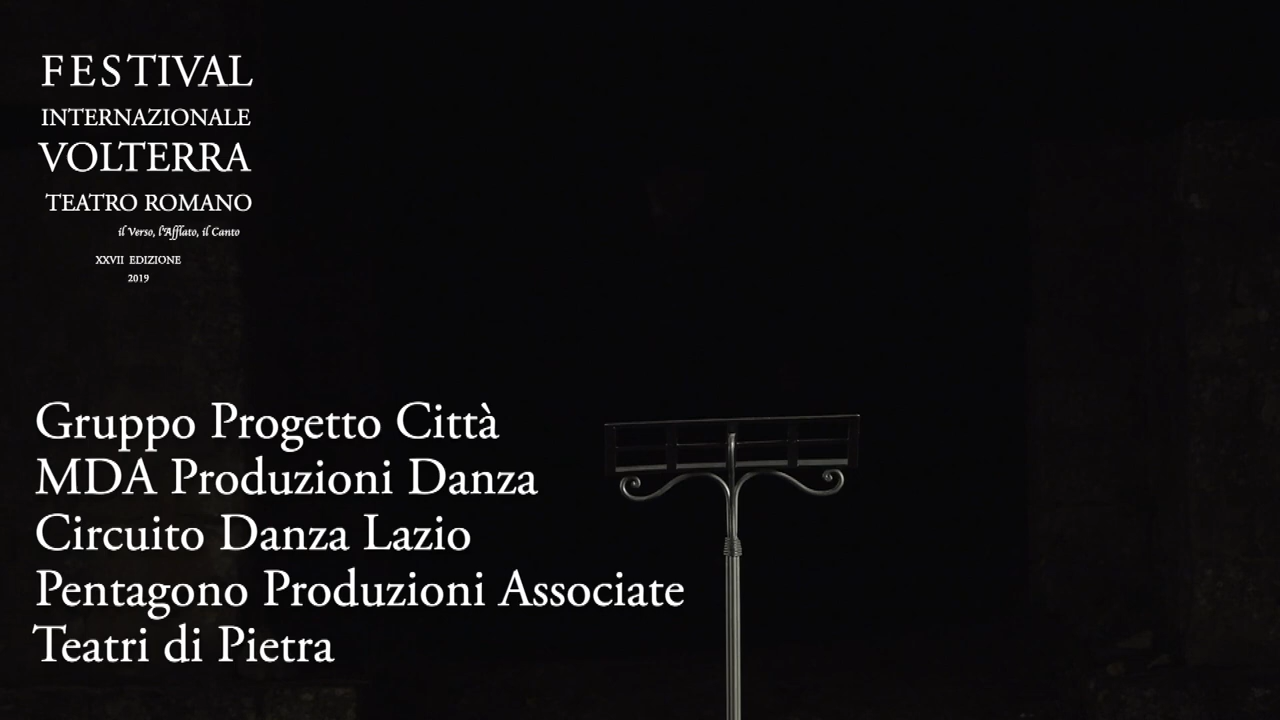 FESTIVAL
INTERNAZIONALE
VOLTERRA
TEATRO ROMANO
il Verso, l'Afflato, il Canto
XXVII EDIZIONE
2019
Gruppo Progetto Città
MDA Produzioni Danza
Circuito Danza Lazio
Pentagono Produzioni Associate
Teatri di Pietra